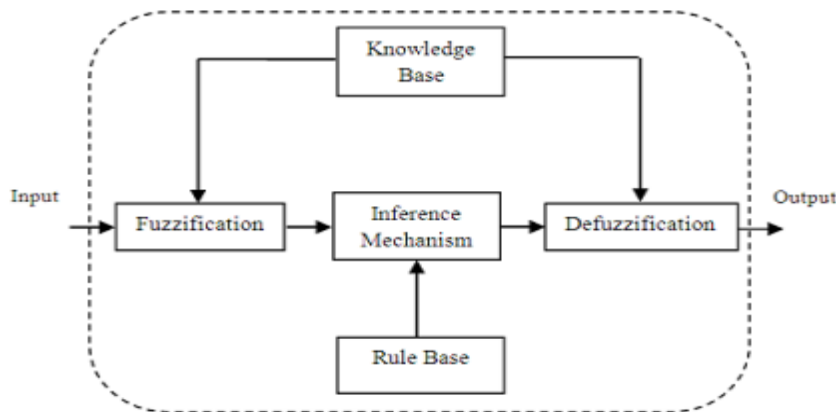 Knowledge
Base
Input
Fuzzification
Inference
Mechanism
Defuzzification
Output
Rule Base